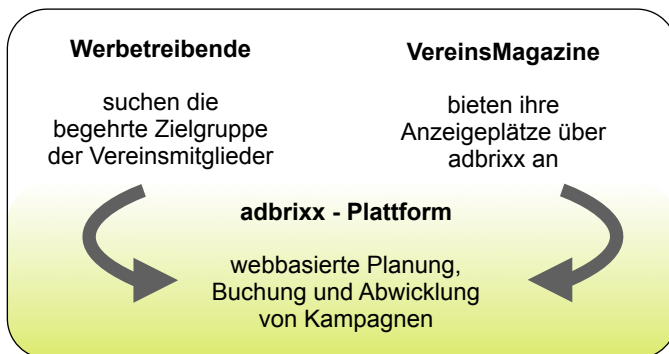 Werbetreibende
suchen die
begehrte Zielgruppe
der Vereinsmitglieder
VereinsMagazine
bieten ihre
Anzeigeplätze über
adbrixx an
adbrixx - Plattform
webbasierte Planung,
Buchung und Abwicklung
von Kampagnen